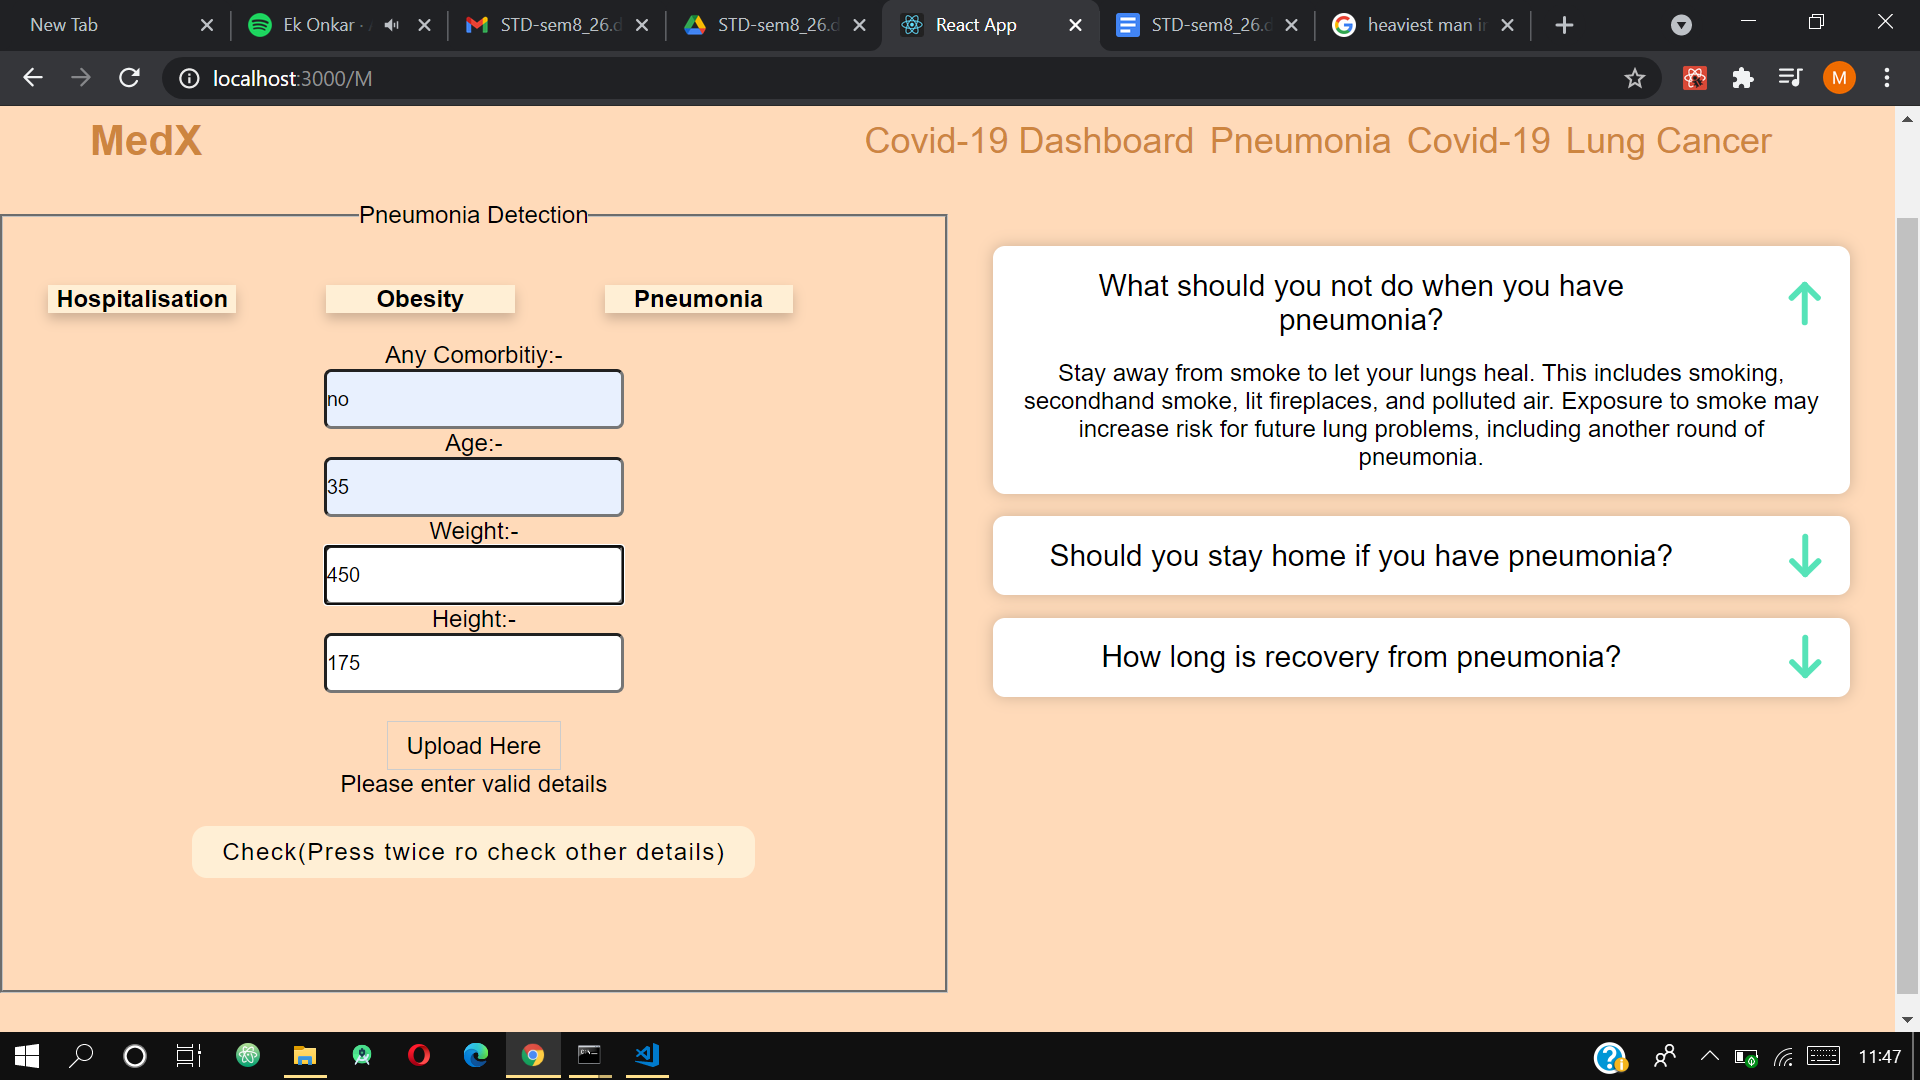 New Tab
Ek Onkar ·
STD-sem8_26.d
STD-sem8_26.d
React App
STD-sem8_26.d
heaviest man in
localhost:3000/M
M
MedX
Covid-19 Dashboard Pneumonia Covid-19 Lung Cancer
Pneumonia Detection
Hospitalisation
Obesity
Pneumonia
Any Comorbitiy:-
no
Age:-
35
Weight:-
450
Height:-
175
Upload Here
Please enter valid details
Check(Press twice ro check other details)
What should you not do when you have
pneumonia?
Stay away from smoke to let your lungs heal. This includes smoking,
secondhand smoke, lit fireplaces, and polluted air. Exposure to smoke may
increase risk for future lung problems, including another round of
pneumonia.
Should you stay home if you have pneumonia?
How long is recovery from pneumonia?
11:47